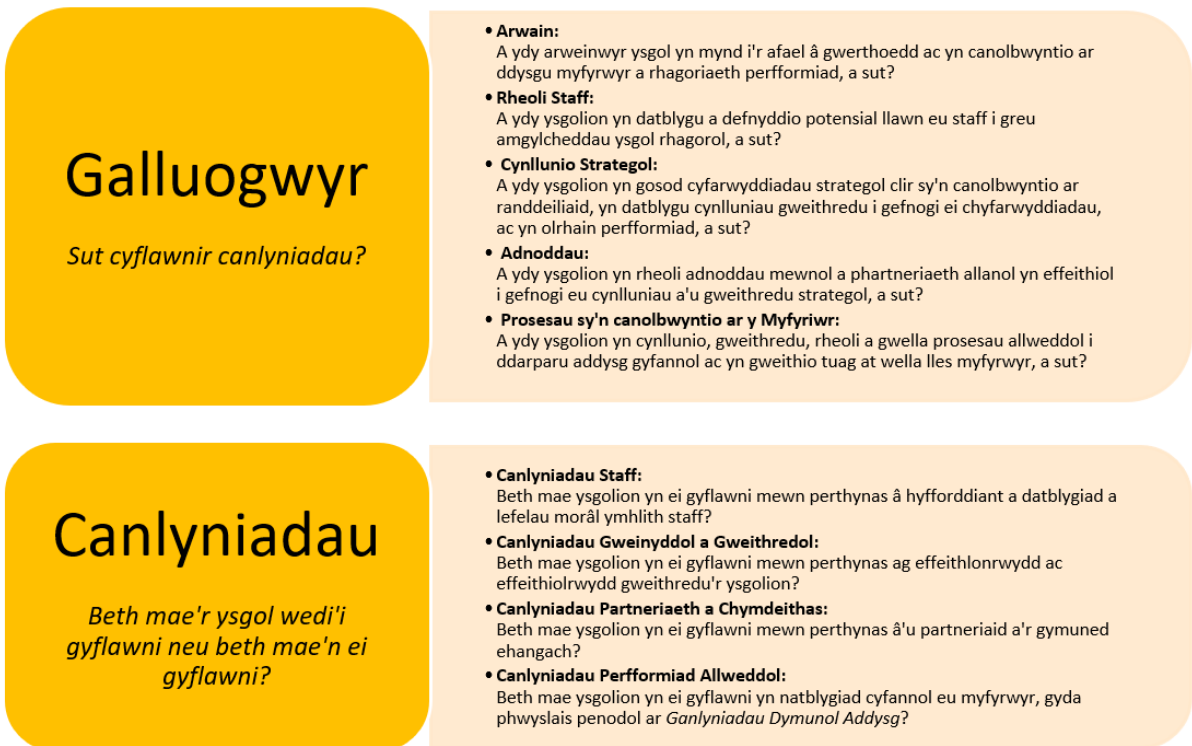 Galluogwyr
Sut cyflawnir canlyniadau?
• Arwain:
A ydy arweinwyr ysgol yn mynd i'r afael â gwerthoedd ac yn canolbwyntio ar
ddysgu myfyrwyr a rhagoriaeth perfformiad, a sut?
• Rheoli Staff:
A ydy ysgolion yn datblygu a defnyddio potensial llawn eu staff i greu
amgylcheddau ysgol rhagorol, a sut?
• Cynllunio Strategol:
A ydy ysgolion yn gosod cyfarwyddiadau strategol clir sy'n canolbwyntio ar
randdeiliaid, yn datblygu cynlluniau gweithredu i gefnogi ei chyfarwyddiadau,
ac yn olrhain perfformiad, a sut?
• Adnoddau:
A ydy ysgolion yn rheoli adnoddau mewnol a phartneriaeth allanol yn effeithiol
i gefnogi eu cynlluniau a'u gweithredu strategol, a sut?
• Prosesau sy'n canolbwyntio ar y Myfyriwr:
A ydy ysgolion yn cynllunio, gweithredu, rheoli a gwella prosesau allweddol i
ddarparu addysg gyfannol ac yn gweithio tuag at wella lles myfyrwyr, a sut?
Canlyniadau
Beth mae'r ysgol wedi'i
gyflawni neu beth mae'n ei
gyflawni?
• Canlyniadau Staff:
Beth mae ysgolion yn ei gyflawni mewn perthynas â hyfforddiant a datblygiad a
lefelau morâl ymhlith staff?
• Canlyniadau Gweinyddol a Gweithredol:
Beth mae ysgolion yn ei gyflawni mewn perthynas ag effeithlonrwydd ac
effeithiolrwydd gweithredu'r ysgolion?
• Canlyniadau Partneriaeth a Chymdeithas:
Beth mae ysgolion yn ei gyflawni mewn perthynas â'u partneriaid a'r gymuned
ehangach?
• Canlyniadau Perfformiad Allweddol:
Beth mae ysgolion yn ei gyflawni yn natblygiad cyfannol eu myfyrwyr, gyda
phwyslais penodol ar Ganlyniadau Dymunol Addysg?